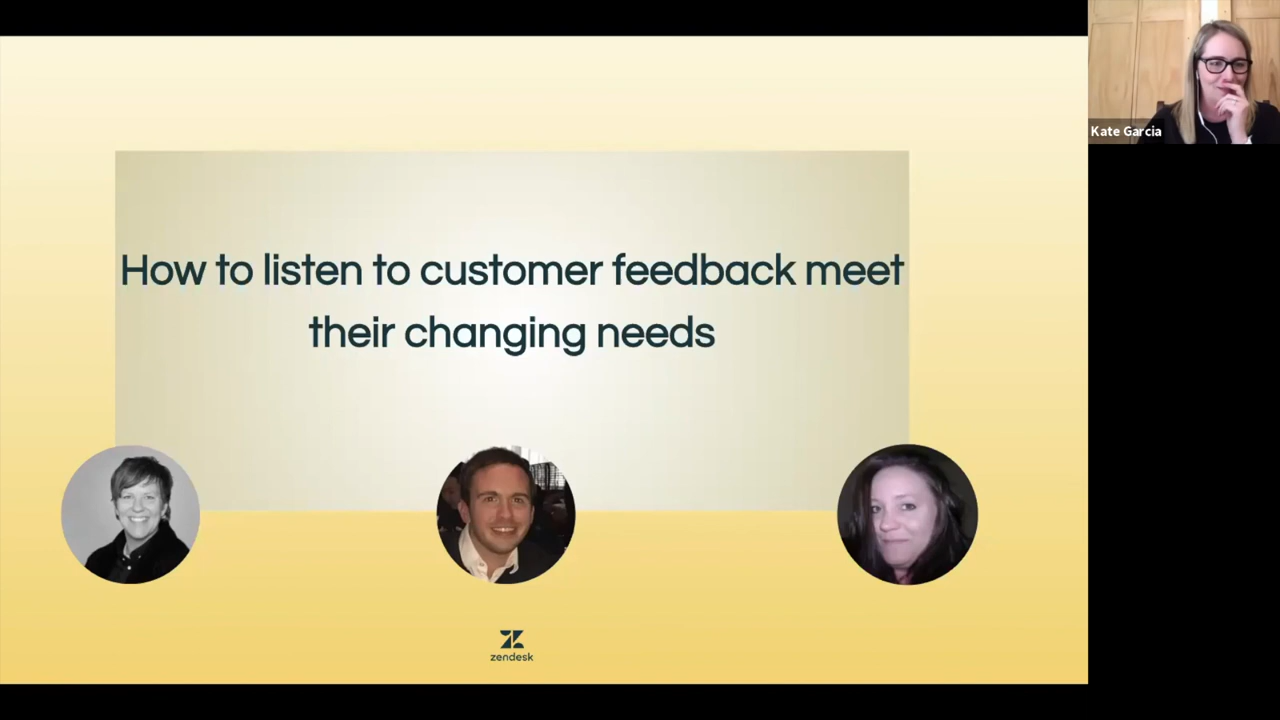 Kate Garcia
How to listen to customer feedback meet
their changing needs
zendesk